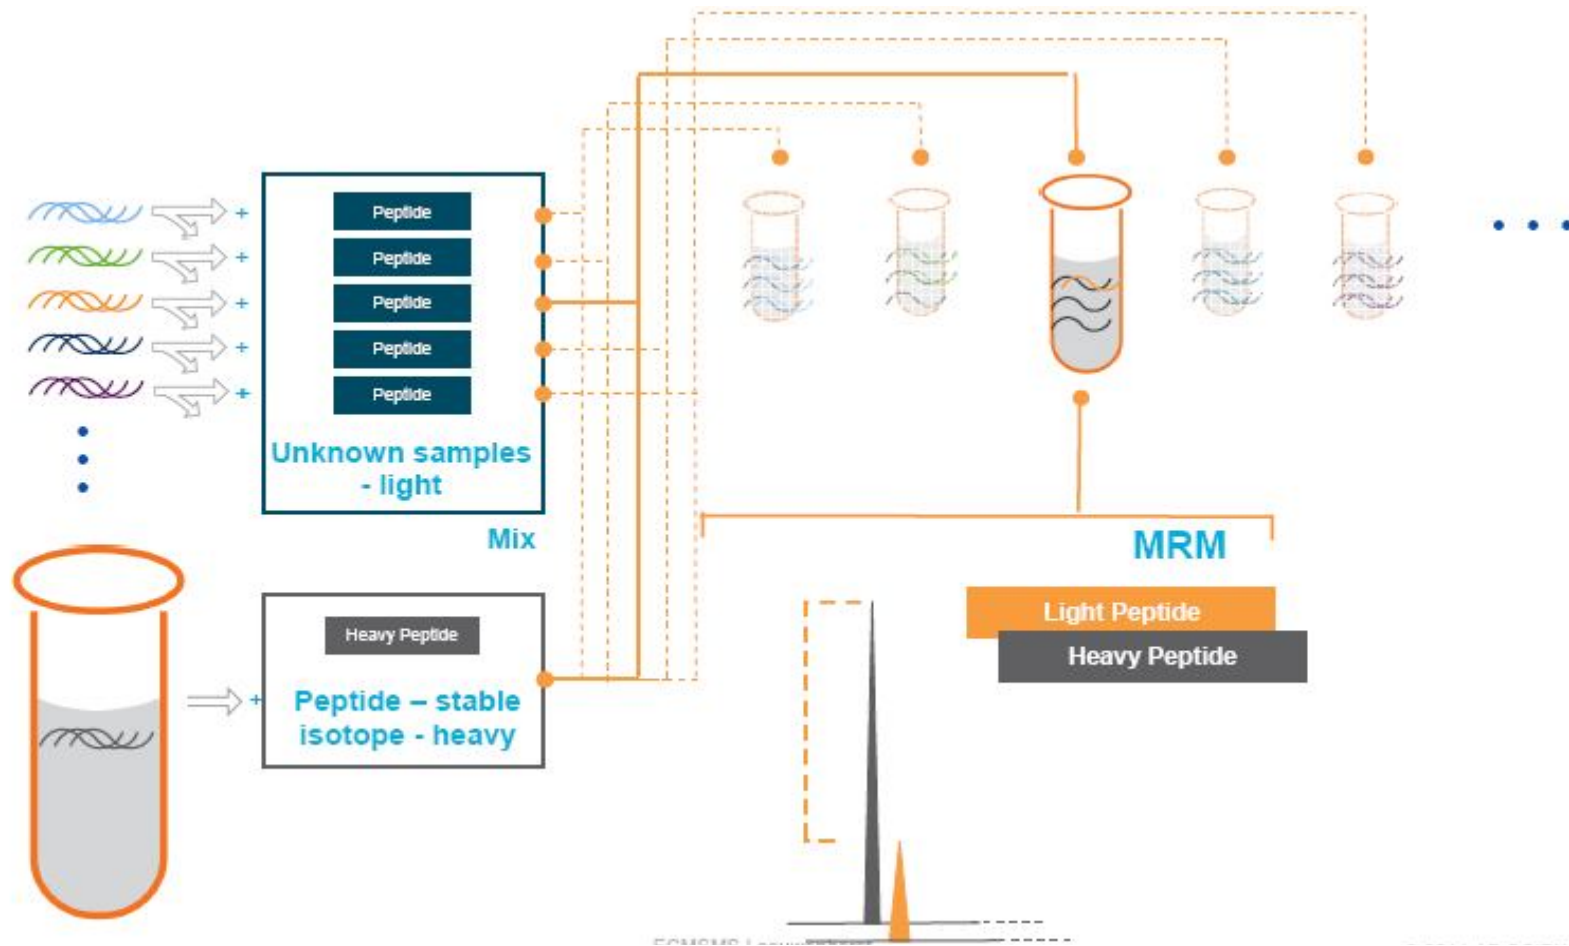 Peptide
Peptide
Peptide
Peptide
Peptide
Unknown samples
- light
Mix
Heavy Peptide
Peptide – stable
isotope - heavy
MRM
Light Peptide
Heavy Peptide